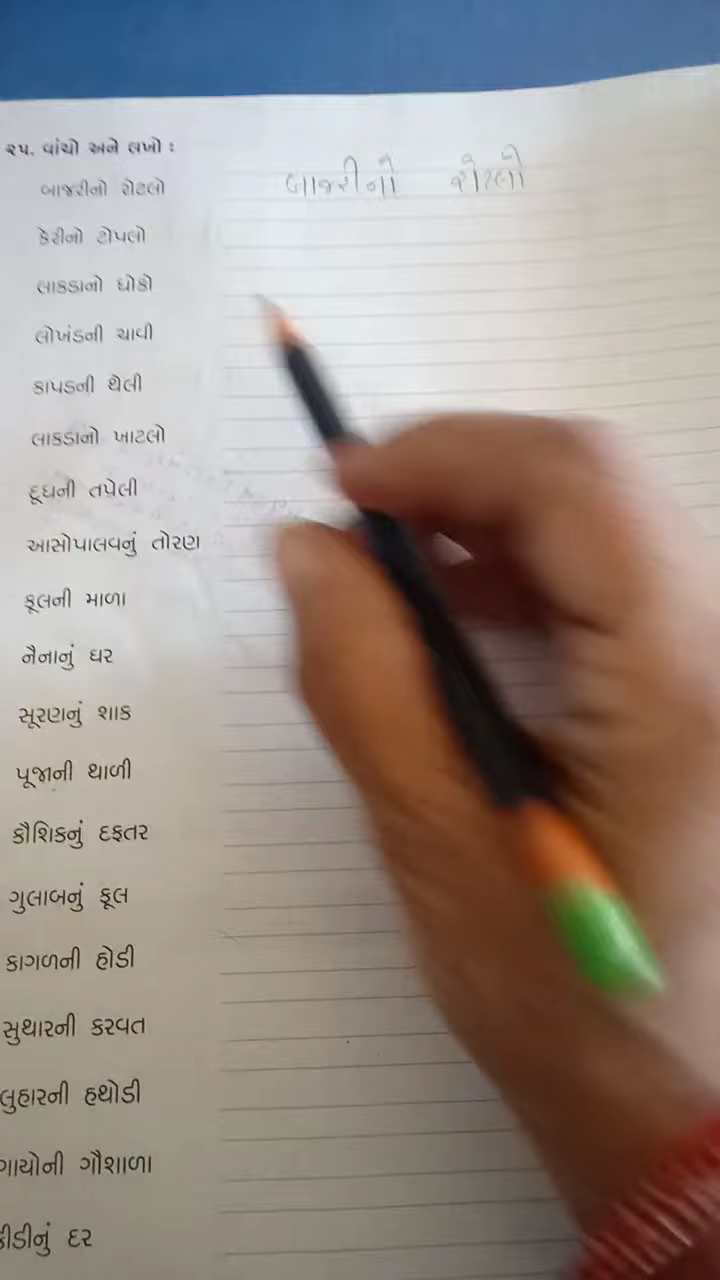 ૨૫. વાંચો અને લખો :
બાજરીનો રોટલો બાજરીનો રોટલો
કેરીનો ટોપલો
લાકડાનો ધોકો
લોખંડની ચાવી
કાપડની થેલી
લાકડાનો ખાટલો
દૂધની તપેલી
આસોપાલવનું તોરણ
ફૂલની માળા
નૈનાનું ઘર
સૂરણનું શાક
પૂજાની થાળી
કૌશિકનું દફતર
ગુલાબનું ફૂલ
કાગળની હોડી
સુથારની કરવત
લુહારની હથોડી
ગાયોની ગૌશાળા
કીડીનું દર